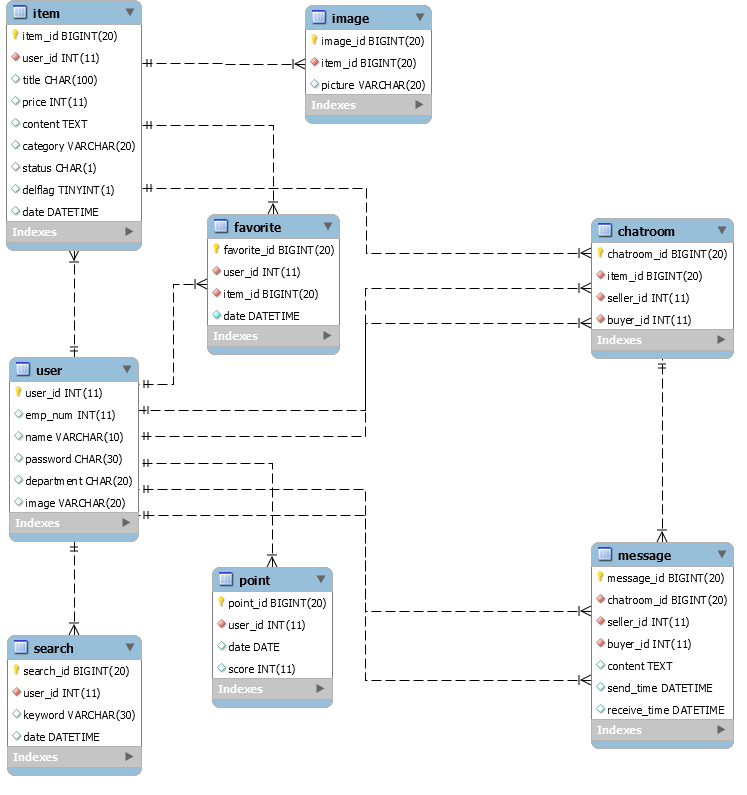 item
item_id BIGINT(20)
user_id INT(11)
title CHAR(100)
price INT(11)
content TEXT
category VARCHAR(20)
status CHAR(1)
delflag TINYINT(1)
date DATETIME
Indexes
image
image_id BIGINT(20)
item_id BIGINT(20)
picture VARCHAR(20)
Indexes
favorite
favorite_id BIGINT(20)
user_id INT(11)
item_id BIGINT(20)
date DATETIME
Indexes
chatroom
chatroom_id BIGINT(20)
item_id BIGINT(20)
seller_id INT(11)
buyer_id INT(11)
Indexes
user
user_id INT(11)
emp_num INT(11)
name VARCHAR(10)
password CHAR(30)
department CHAR(20)
image VARCHAR(20)
Indexes
point
point_id BIGINT(20)
user_id INT(11)
date DATE
score INT(11)
Indexes
message
message_id BIGINT(20)
chatroom_id BIGINT(20)
seller_id INT(11)
buyer_id INT(11)
content TEXT
send_time DATETIME
receive_time DATETIME
Indexes
search
search_id BIGINT(20)
user_id INT(11)
keyword VARCHAR(30)
date DATETIME
Indexes